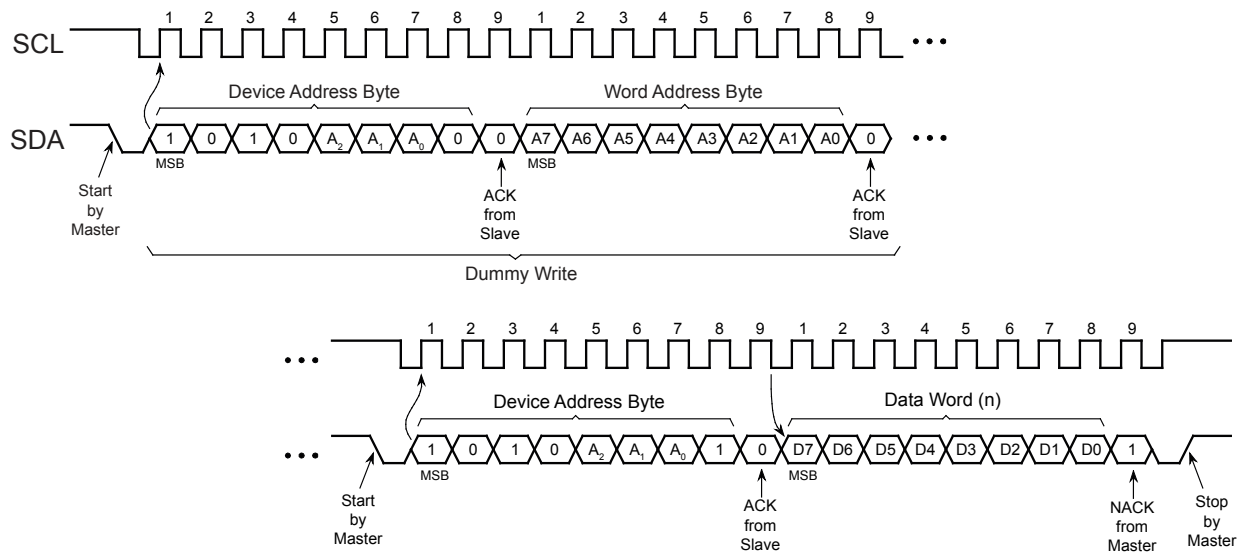 1 2 3 4 5 6 7 8 9 1 2 3 4 5 6 7 8 9
SCL
Device Address Byte Word Address Byte
SDA 1 0 1 0 A2 A1 A0 0 0 A7 A6 A5 A4 A3 A2 A1 A0 0
MSB MSB
Start
by
Master
ACK
from
Slave
ACK
from
Slave
Dummy Write
1 2 3 4 5 6 7 8 9 1 2 3 4 5 6 7 8 9
Device Address Byte Data Word (n)
1 0 1 0 A2 A1 A0 1 0 D7 D6 D5 D4 D3 D2 D1 D0 1
MSB MSB
Start
by
Master
ACK
from
Slave
NACK
from
Master
Stop
by
Master